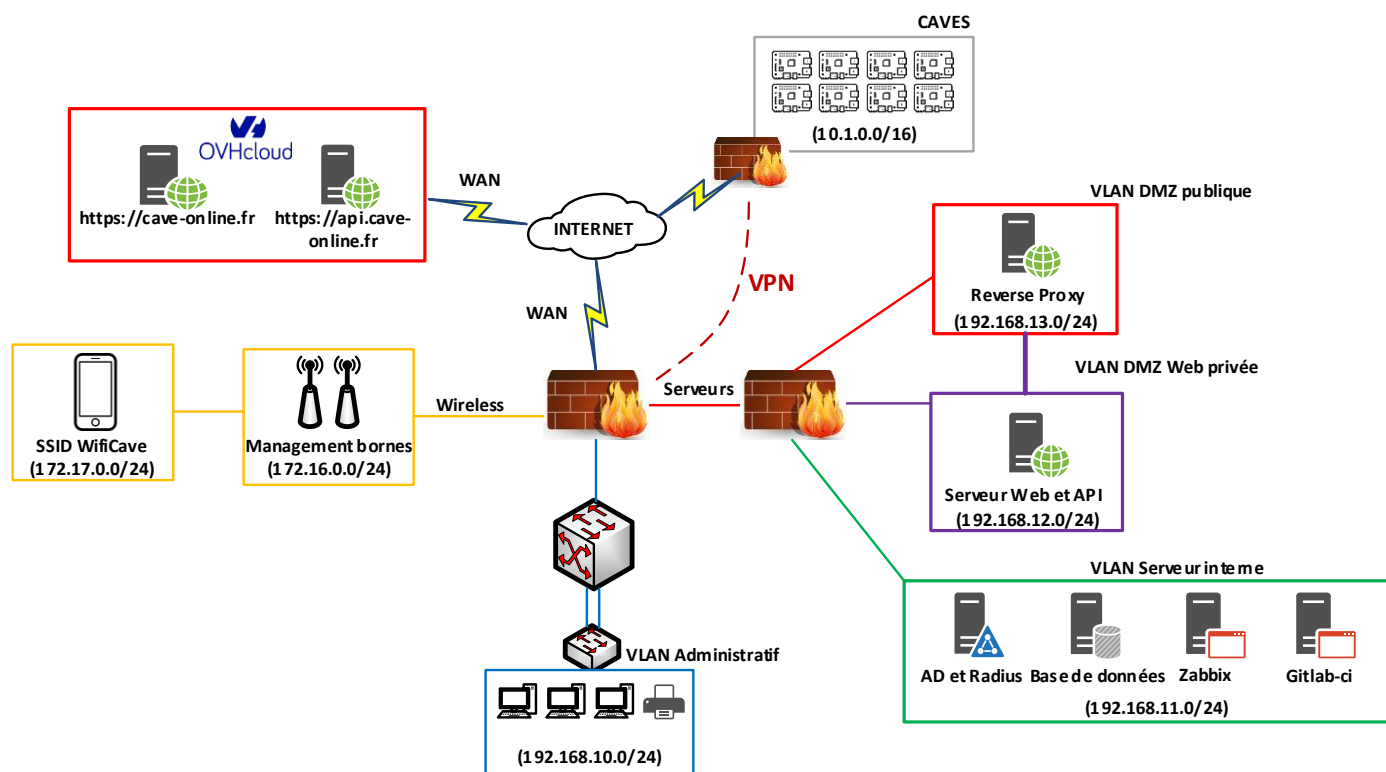 CAVES
(10.1.0.0/16)
OVHcloud
https://cave-online.fr
https://api.cave-
online.fr
WAN
INTERNET
WAN
VPN
VLAN DMZ publique
Reverse Proxy
(192.168.13.0/24)
SSID WifiCave
(172.17.0.0/24)
Management bornes
(172.16.0.0/24)
Wireless
Serveurs
VLAN DMZ Web privée
Serveur Web et API
(192.168.12.0/24)
VLAN Serveur interne
AD et Radius
Base de données
Zabbix
Gitlab-ci
(192.168.11.0/24)
VLAN Administratif
(192.168.10.0/24)